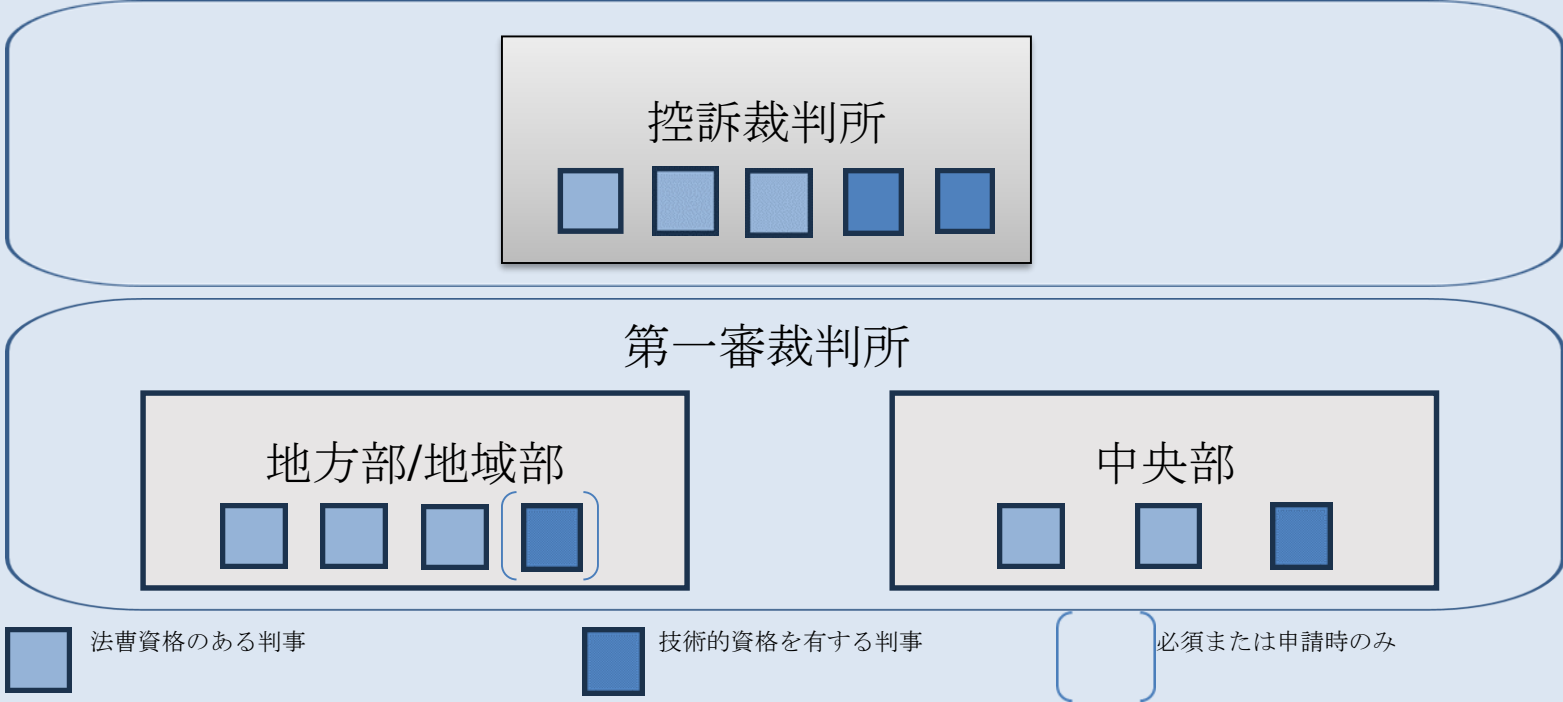 控訴裁判所
第一審裁判所
地方部/地域部
中央部
法曹資格のある判事
技術的資格を有する判事
必須または申請時のみ